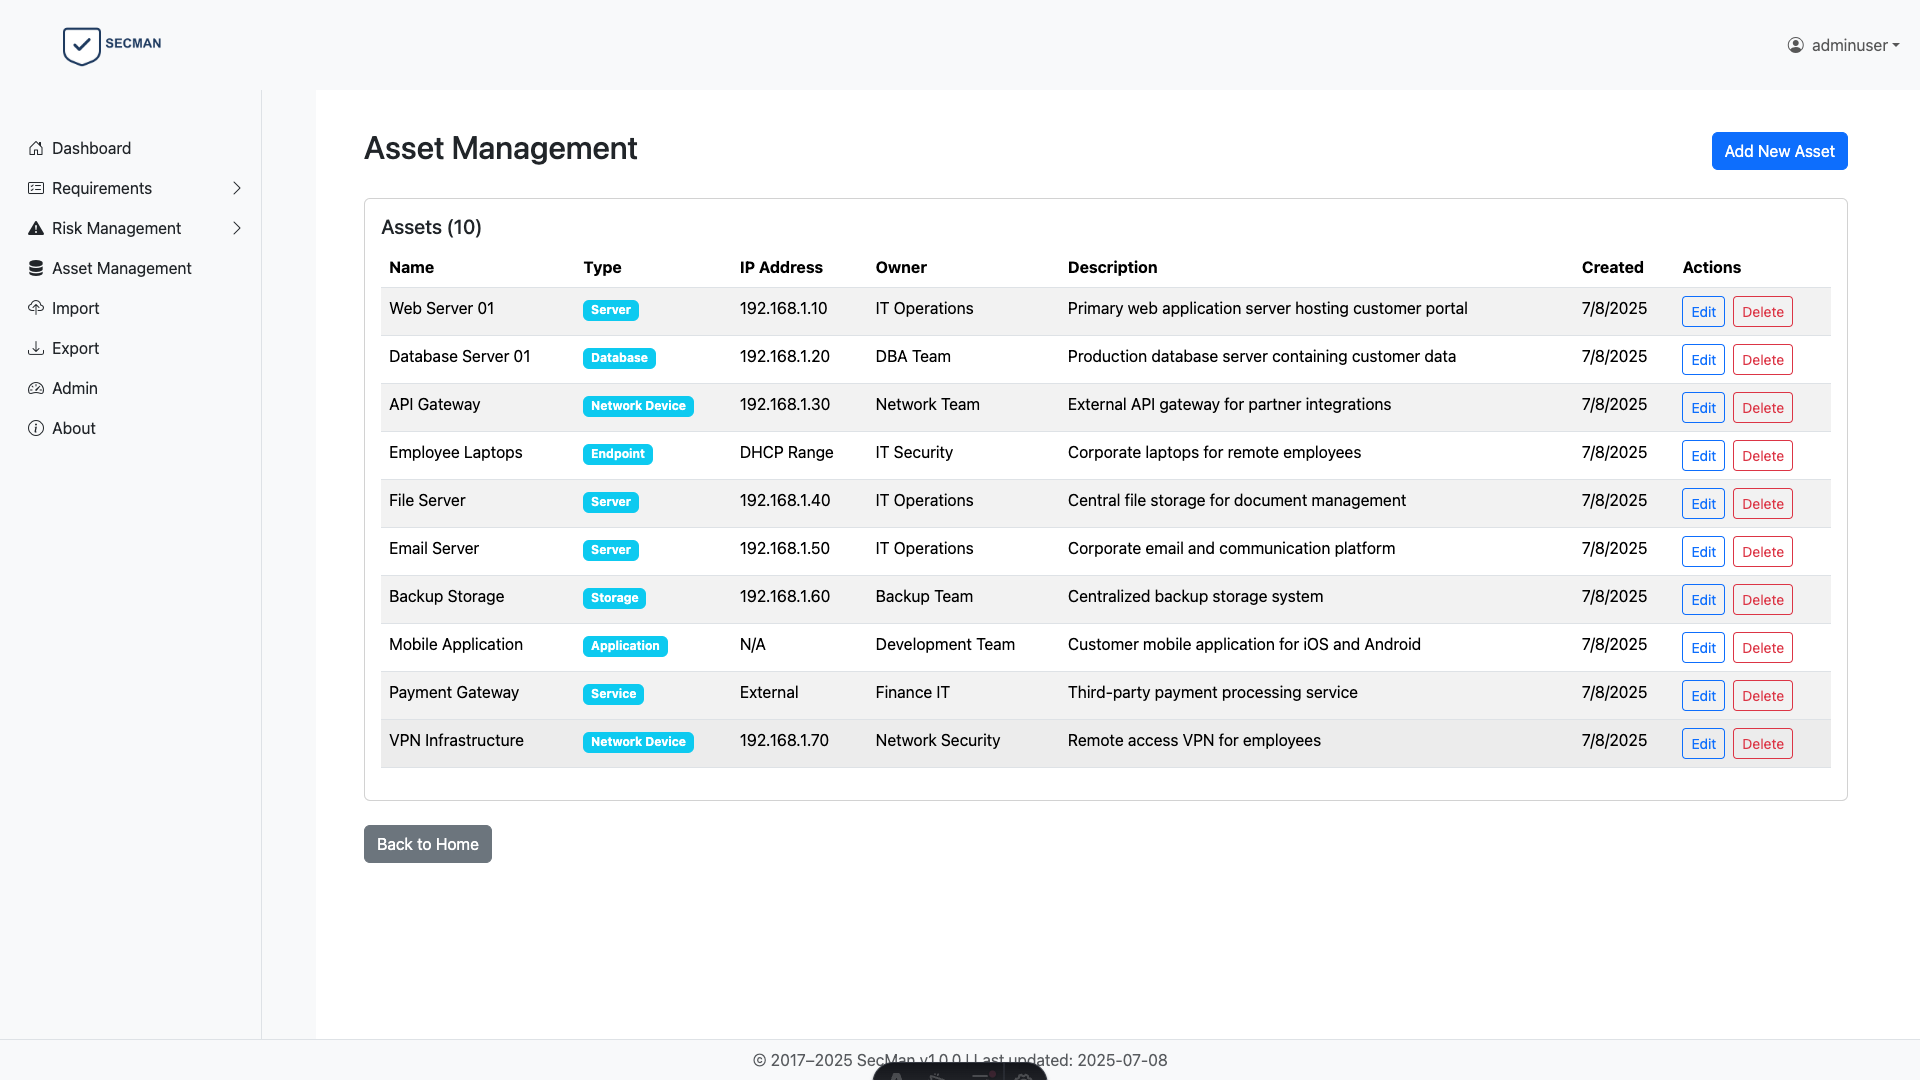 SECMAN
adminuser
Dashboard
Requirements
Risk Management
Asset Management
Import
Export
Admin
About
Asset Management
Add New Asset
Assets (10)
Name Type IP Address Owner Description Created Actions
Web Server 01 Server 192.168.1.10 IT Operations Primary web application server hosting customer portal 7/8/2025 Edit Delete
Database Server 01 Database 192.168.1.20 DBA Team Production database server containing customer data 7/8/2025 Edit Delete
API Gateway Network Device 192.168.1.30 Network Team External API gateway for partner integrations 7/8/2025 Edit Delete
Employee Laptops Endpoint DHCP Range IT Security Corporate laptops for remote employees 7/8/2025 Edit Delete
File Server Server 192.168.1.40 IT Operations Central file storage for document management 7/8/2025 Edit Delete
Email Server Server 192.168.1.50 IT Operations Corporate email and communication platform 7/8/2025 Edit Delete
Backup Storage Storage 192.168.1.60 Backup Team Centralized backup storage system 7/8/2025 Edit Delete
Mobile Application Application N/A Development Team Customer mobile application for iOS and Android 7/8/2025 Edit Delete
Payment Gateway Service External Finance IT Third-party payment processing service 7/8/2025 Edit Delete
VPN Infrastructure Network Device 192.168.1.70 Network Security Remote access VPN for employees 7/8/2025 Edit Delete
Back to Home
© 2017–2025 SecMan v1.0.0 | Last updated: 2025-07-08